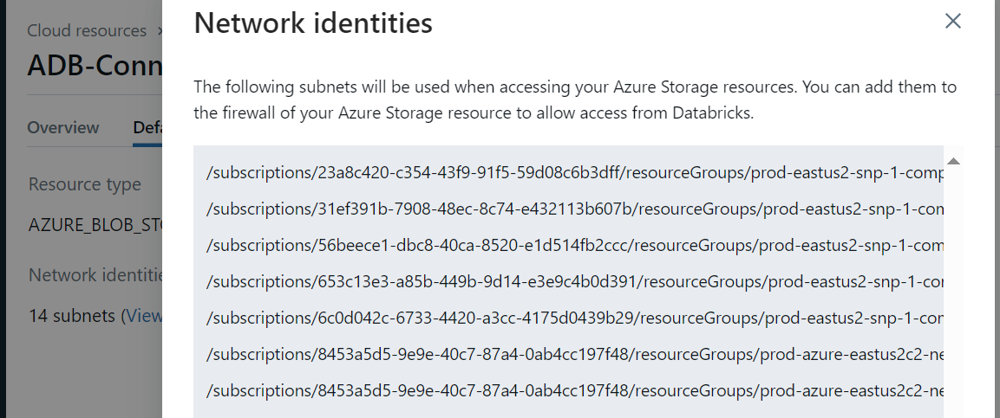 Cloud resources >
ADB-Conn
Overview Defa
Resource type
AZURE_BLOB_STO
Network identitie
14 subnets (View
Network identities
The following subnets will be used when accessing your Azure Storage resources. You can add them to
the firewall of your Azure Storage resource to allow access from Databricks.
/subscriptions/23a8c420-c354-43f9-91f5-59d08c6b3dff/resourceGroups/prod-eastus2-snp-1-comp
/subscriptions/31ef391b-7908-48ec-8c74-e432113b607b/resourceGroups/prod-eastus2-snp-1-com
/subscriptions/56beece1-dbc8-40ca-8520-e1d514fb2ccc/resourceGroups/prod-eastus2-snp-1-com
/subscriptions/653c13e3-a85b-449b-9d14-e3e9c4b0d391/resourceGroups/prod-eastus2-snp-1-com
/subscriptions/6c0d042c-6733-4420-a3cc-4175d0439b29/resourceGroups/prod-eastus2-snp-1-com
/subscriptions/8453a5d5-9e9e-40c7-87a4-0ab4cc197f48/resourceGroups/prod-azure-eastus2c2-ne
/subscriptions/8453a5d5-9e9e-40c7-87a4-0ab4cc197f48/resourceGroups/prod-azure-eastus2c2-ne